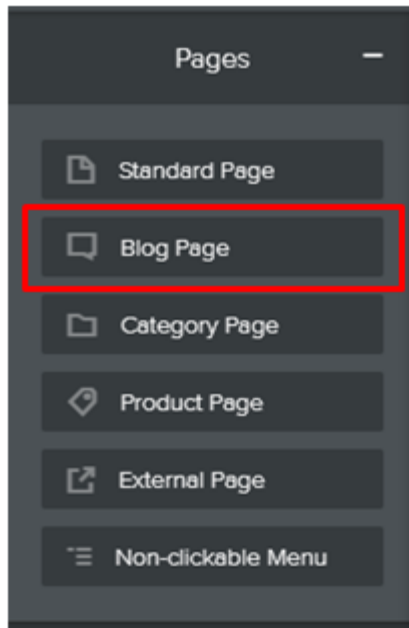 Pages
Standard Page
Blog Page
Category Page
Product Page
External Page
Non-clickable Menu